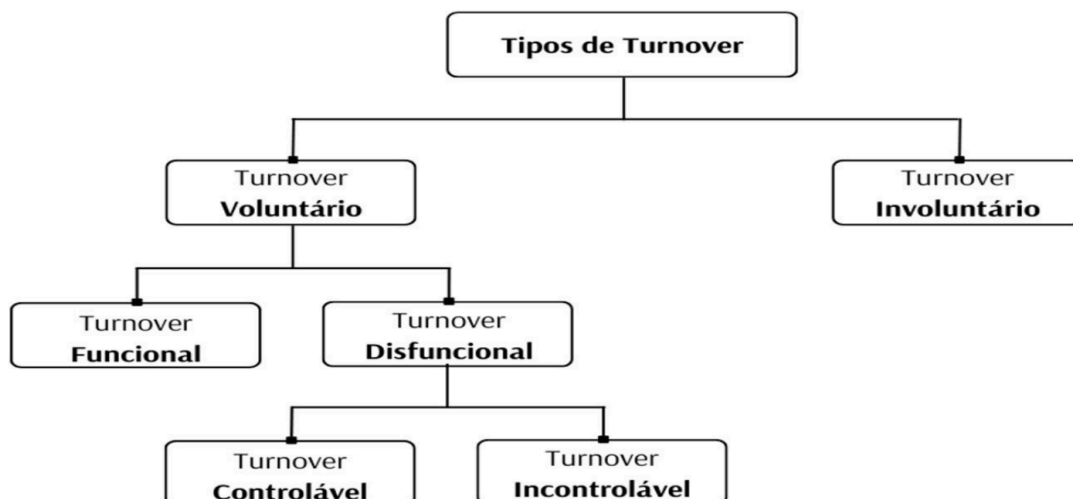 Tipos de Turnover
Turnover
Voluntário
Turnover
Involuntário
Turnover
Funcional
Turnover
Disfuncional
Turnover
Controlável
Turnover
Incontrolável